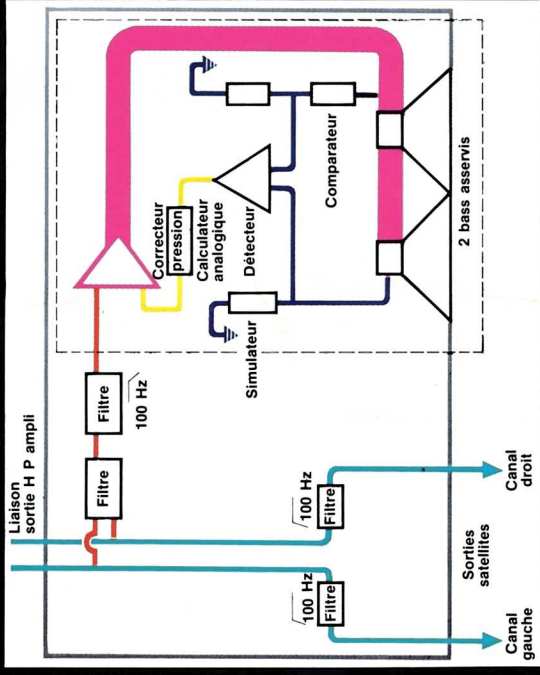 Liaison
sortie H P ampli
Filtre
Filtre
100 Hz
Correcteur
pression
Calculateur
analogique
Détecteur
Comparateur
Simulateur
2 bass asservis
100 Hz
Filtre
100 Hz
Filtre
Sorties
satellites
Canal
gauche
Canal
droit